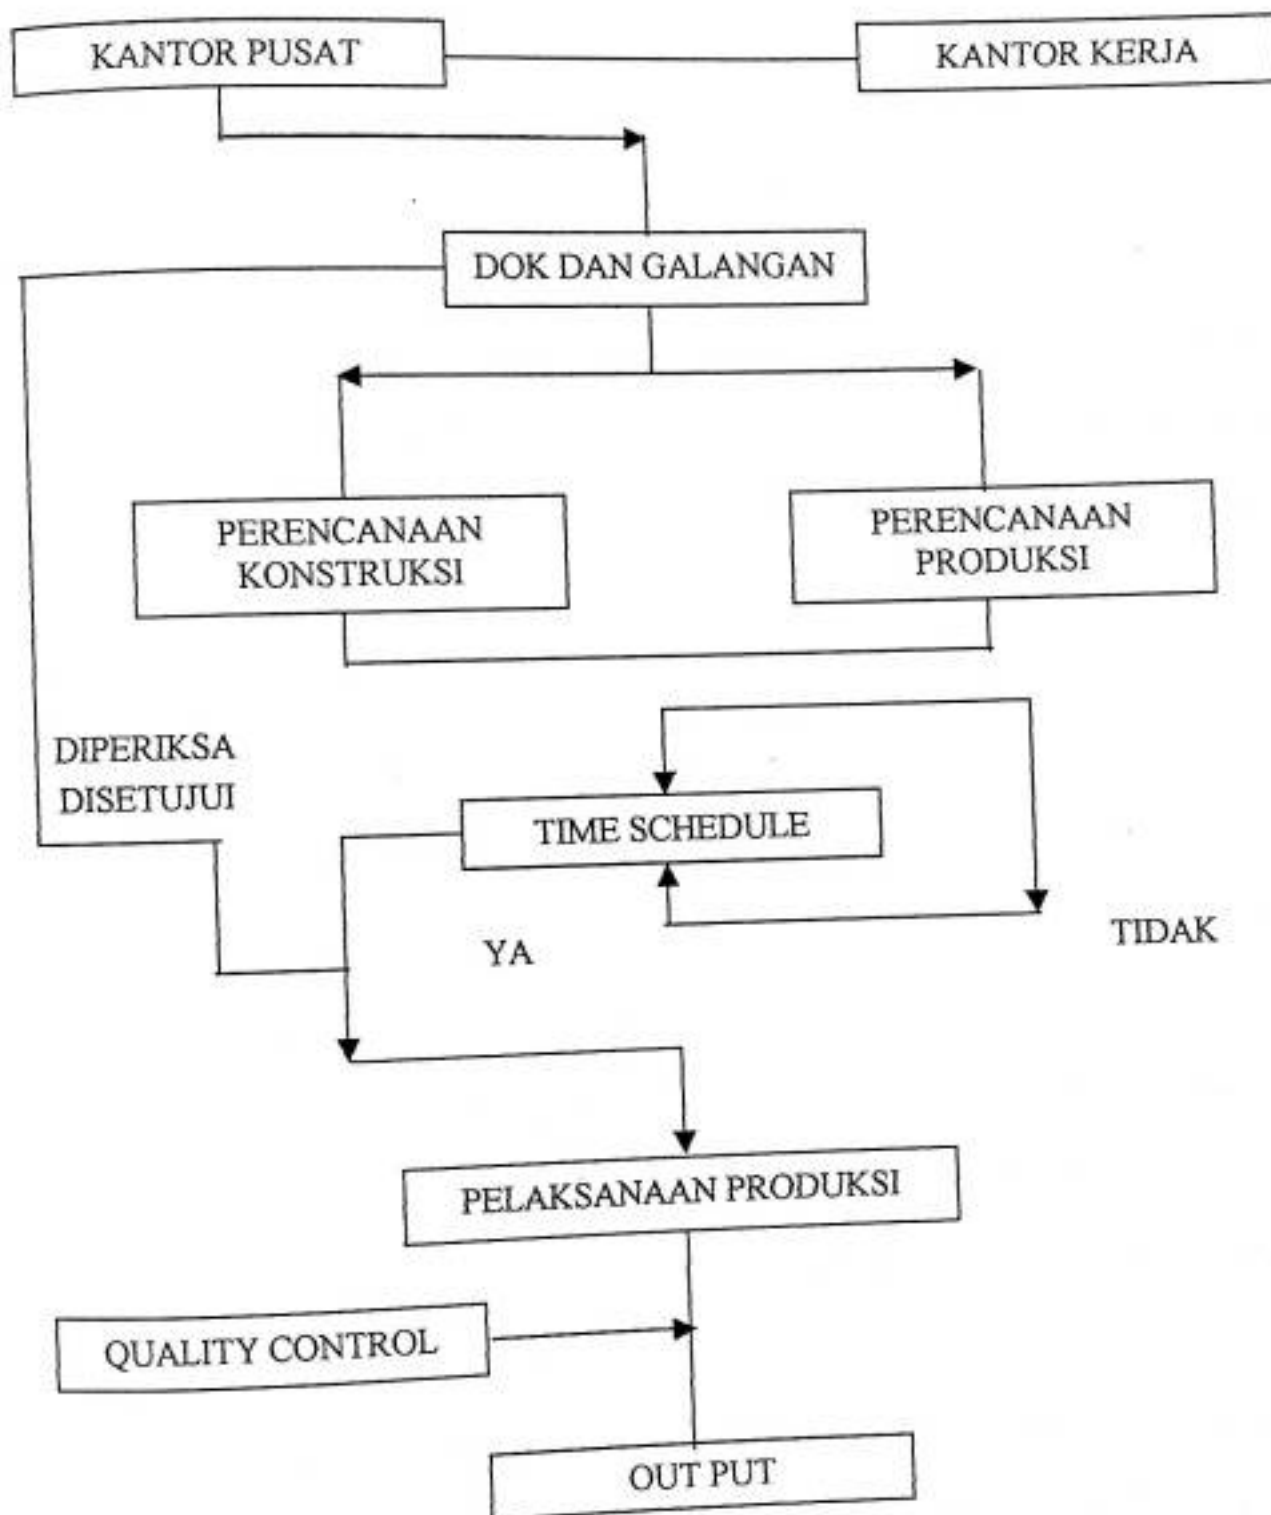 KANTOR PUSAT
KANTOR KERJA
DOK DAN GALANGAN
PERENCANAAN
KONSTRUKSI
PERENCANAAN
PRODUKSI
DIPERIKSA
DISETUJUI
TIME SCHEDULE
YA
TIDAK
PELAKSANAAN PRODUKSI
QUALITY CONTROL
OUT PUT